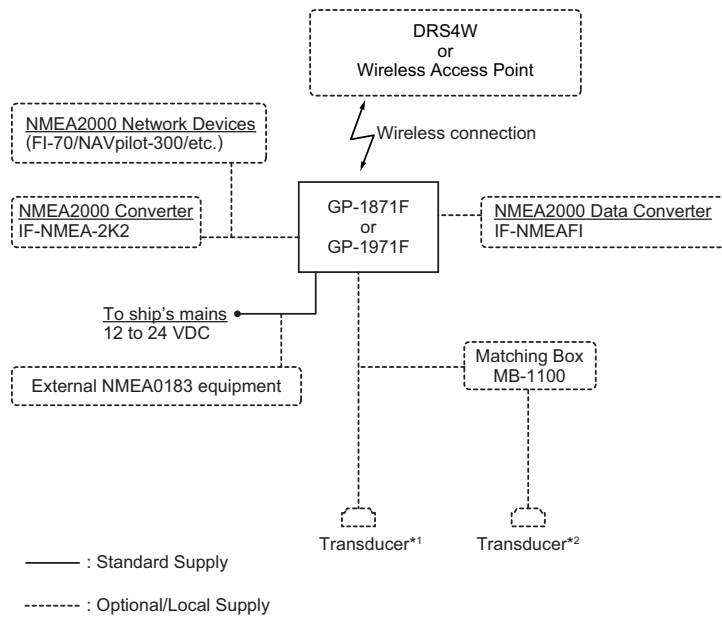 DRS4W
or
Wireless Access Point
Wireless connection
NMEA2000 Network Devices
(FI-70/NAVpilot-300/etc.)
NMEA2000 Converter
IF-NMEA-2K2
GP-1871F
or
GP-1971F
NMEA2000 Data Converter
IF-NMEAFI
To ship's mains
12 to 24 VDC
External NMEA0183 equipment
Matching Box
MB-1100
Transducer*1
Transducer*2
: Standard Supply
: Optional/Local Supply